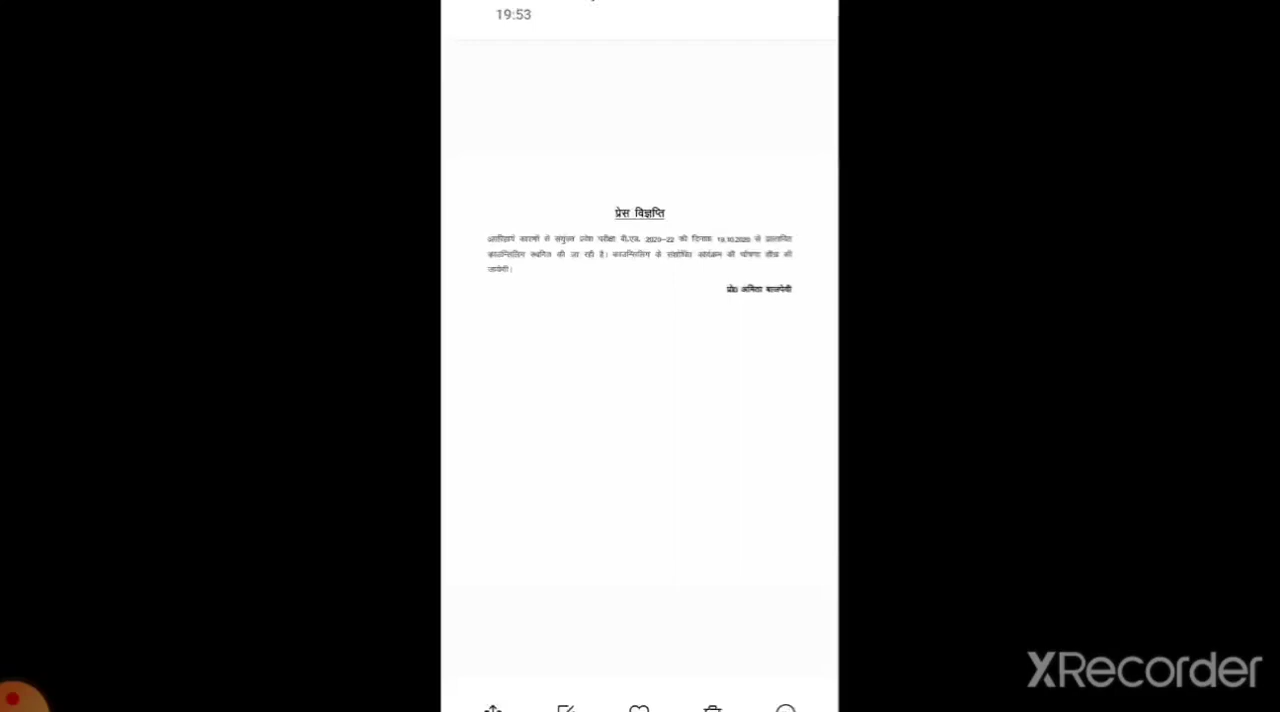 19:53
प्रेस विज्ञप्ति
अपरिहार्य कारणों से संयुक्त प्रवेश परीक्षा बी.एड. 2020-22 की दिनांक 19.10.2020 से प्रस्तावित
काउन्सिलिंग स्थगित की जा रही है। काउन्सिलिंग के संशोधित कार्यक्रम की घोषणा शीघ्र की
जायेगी।
प्रो0 अमिता बाजपेयी
XRecorder